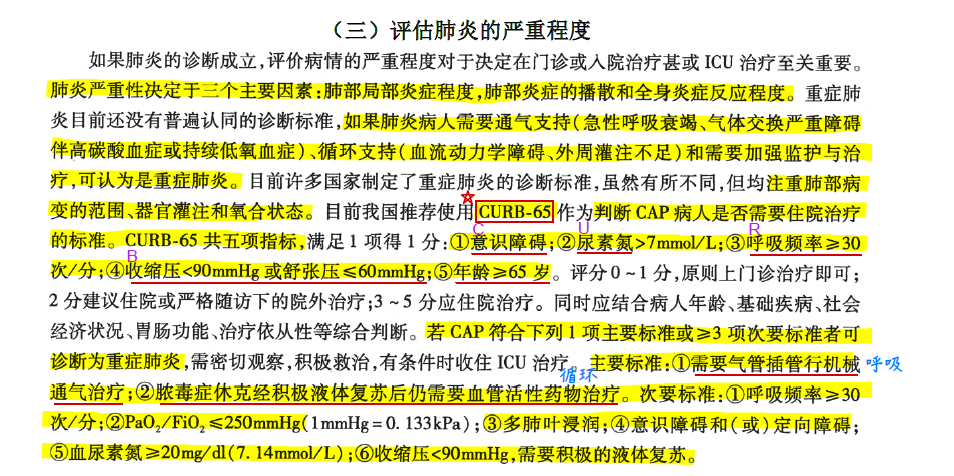 （三）评估肺炎的严重程度
如果肺炎的诊断成立,评价病情的严重程度对于决定在门诊或入院治疗甚或 ICU 治疗至关重要。
肺炎严重性决定于三个主要因素:肺部局部炎症程度,肺部炎症的播散和全身炎症反应程度。重症肺
炎目前还没有普遍认同的诊断标准,如果肺炎病人需要通气支持(急性呼吸衰竭、气体交换严重障碍
伴高碳酸血症或持续低氧血症)、循环支持(血流动力学障碍、外周灌注不足)和需要加强监护与治
疗,可认为是重症肺炎。目前许多国家制定了重症肺炎的诊断标准,虽然有所不同,但均注重肺部病
变的范围、器官灌注和氧合状态。目前我国推荐使用 CURB-65 作为判断 CAP 病人是否需要住院治疗
C U R
的标准。CURB-65 共五项指标,满足 1 项得 1 分:①意识障碍;②尿素氮>7mmol/L;③呼吸频率≥30
B
次/分;④收缩压<90mmHg 或舒张压≤60mmHg;⑤年龄≥65 岁。评分 0~1 分,原则上门诊治疗即可;
2 分建议住院或严格随访下的院外治疗;3~5 分应住院治疗。同时应结合病人年龄、基础疾病、社会
经济状况、胃肠功能、治疗依从性等综合判断。若 CAP 符合下列 1 项主要标准或≥3 项次要标准者可
诊断为重症肺炎,需密切观察,积极救治,有条件时收住 ICU 治疗。主要标准:①需要气管插管行机械 呼吸
循环
通气治疗;②脓毒症休克经积极液体复苏后仍需要血管活性药物治疗。次要标准:①呼吸频率≥30
次/分;②PaO₂/FiO₂≤250mmHg(1mmHg=0.133kPa);③多肺叶浸润;④意识障碍和(或)定向障碍;
⑤血尿素氮≥20mg/dl(7.14mmol/L);⑥收缩压<90mmHg,需要积极的液体复苏。